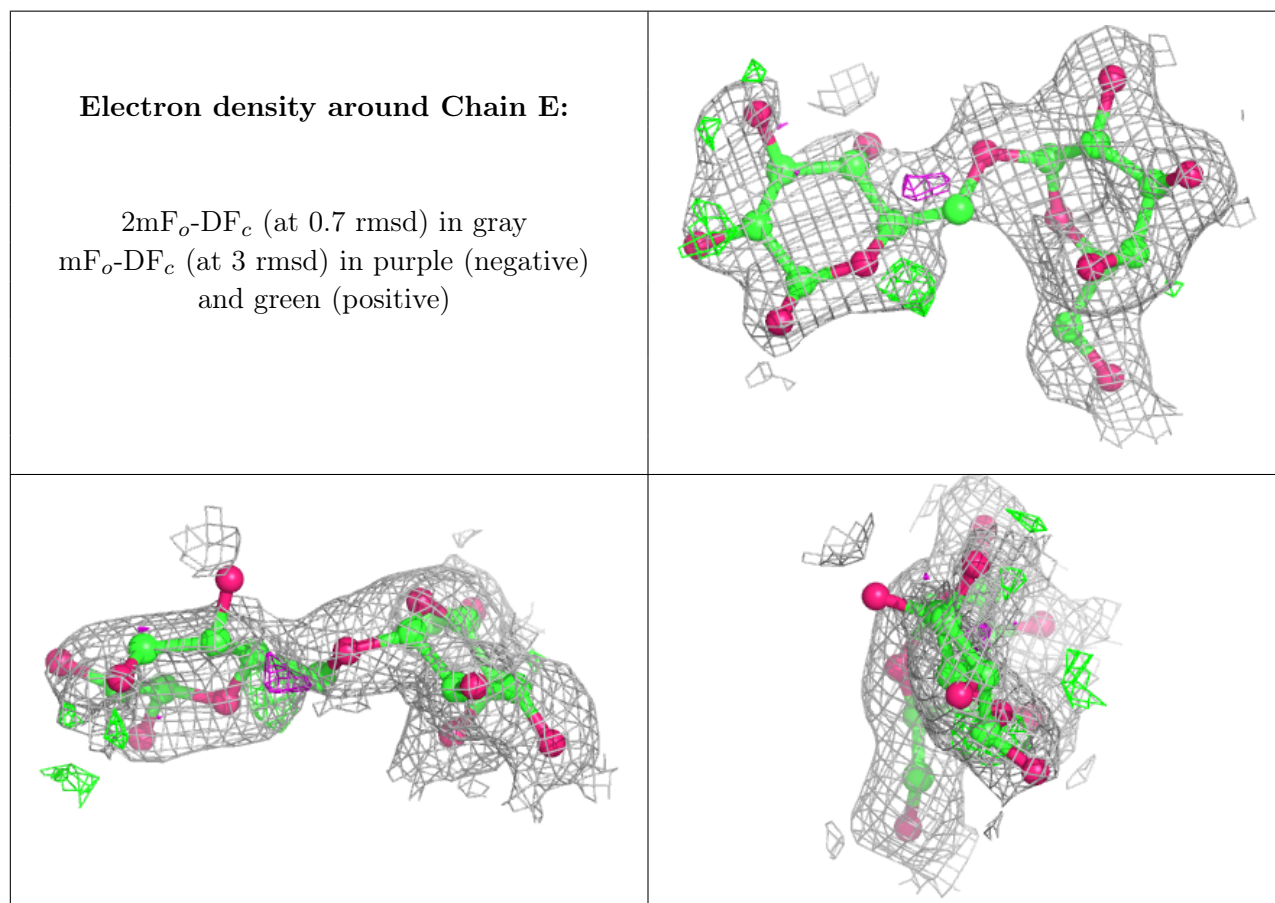 Electron density around Chain E:
2mFo-DFc (at 0.7 rmsd) in gray
mFo-DFc (at 3 rmsd) in purple (negative)
and green (positive)